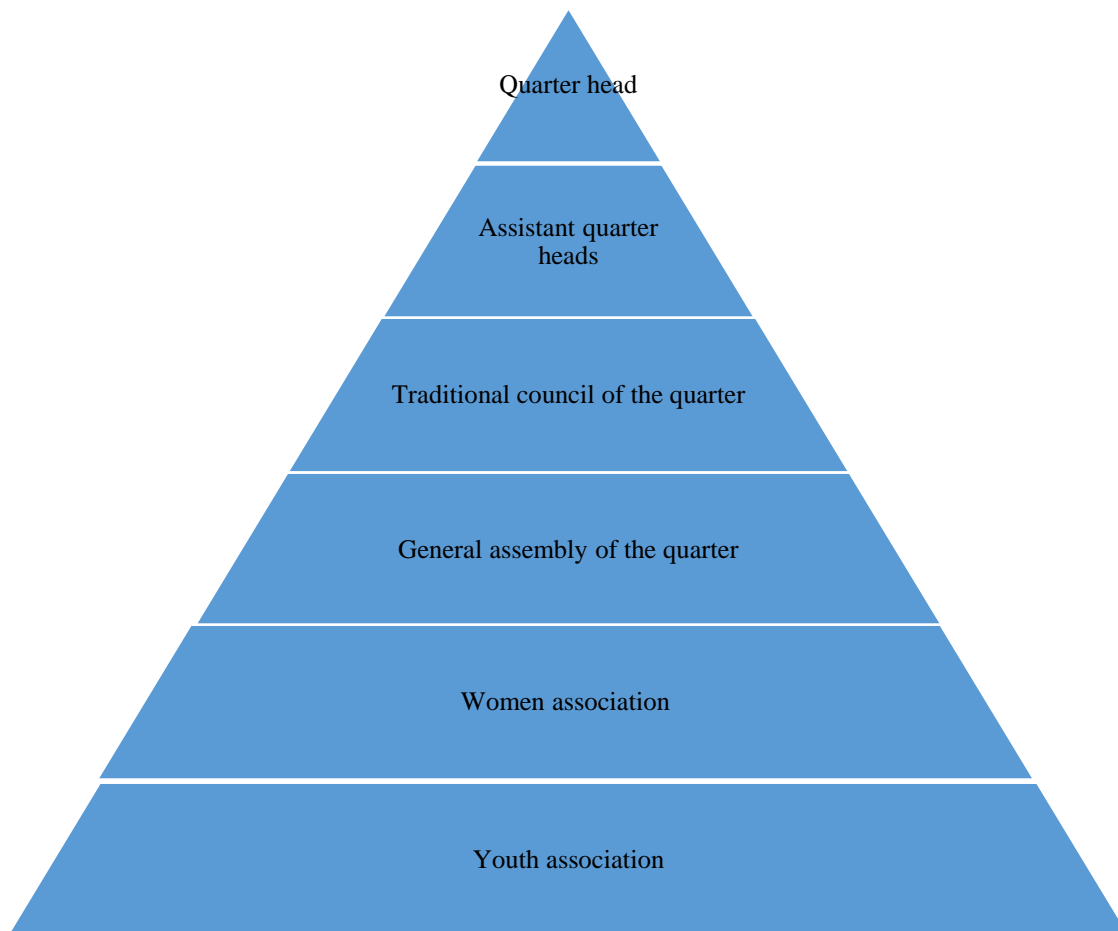 Quarter head
Assistant quarter
heads
Traditional council of the quarter
General assembly of the quarter
Women association
Youth association